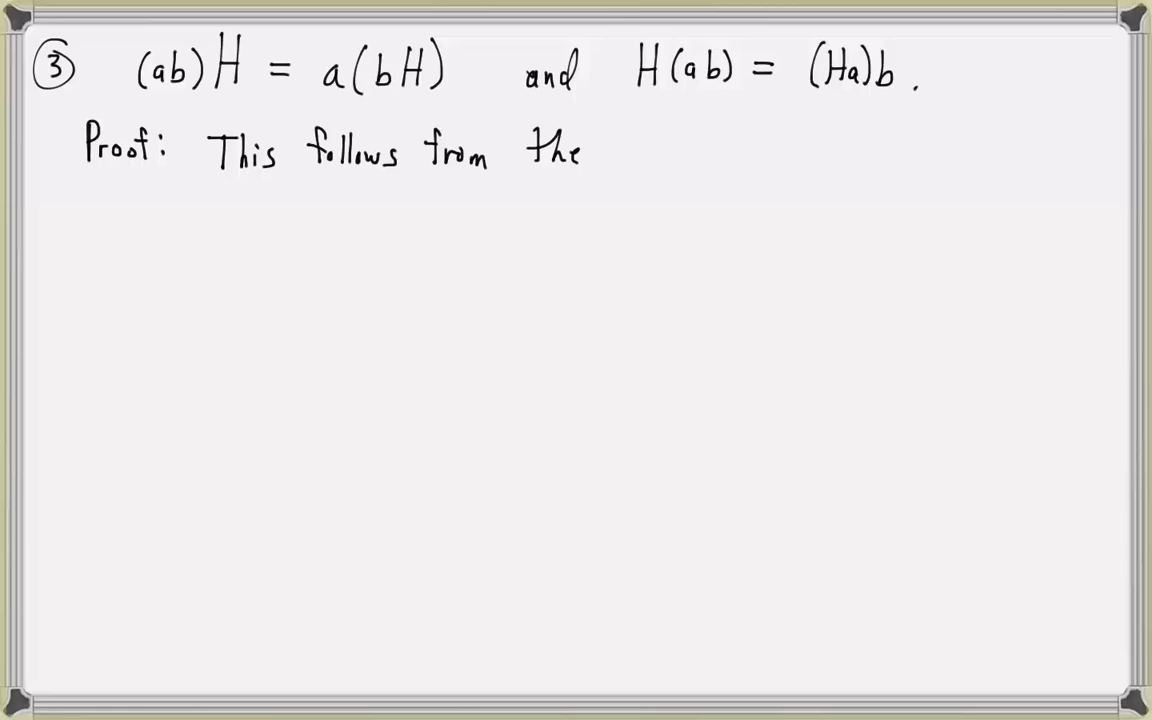 ③ (ab)H = a(bH) and H(ab) = (Ha)b.
Proof: This follows from the